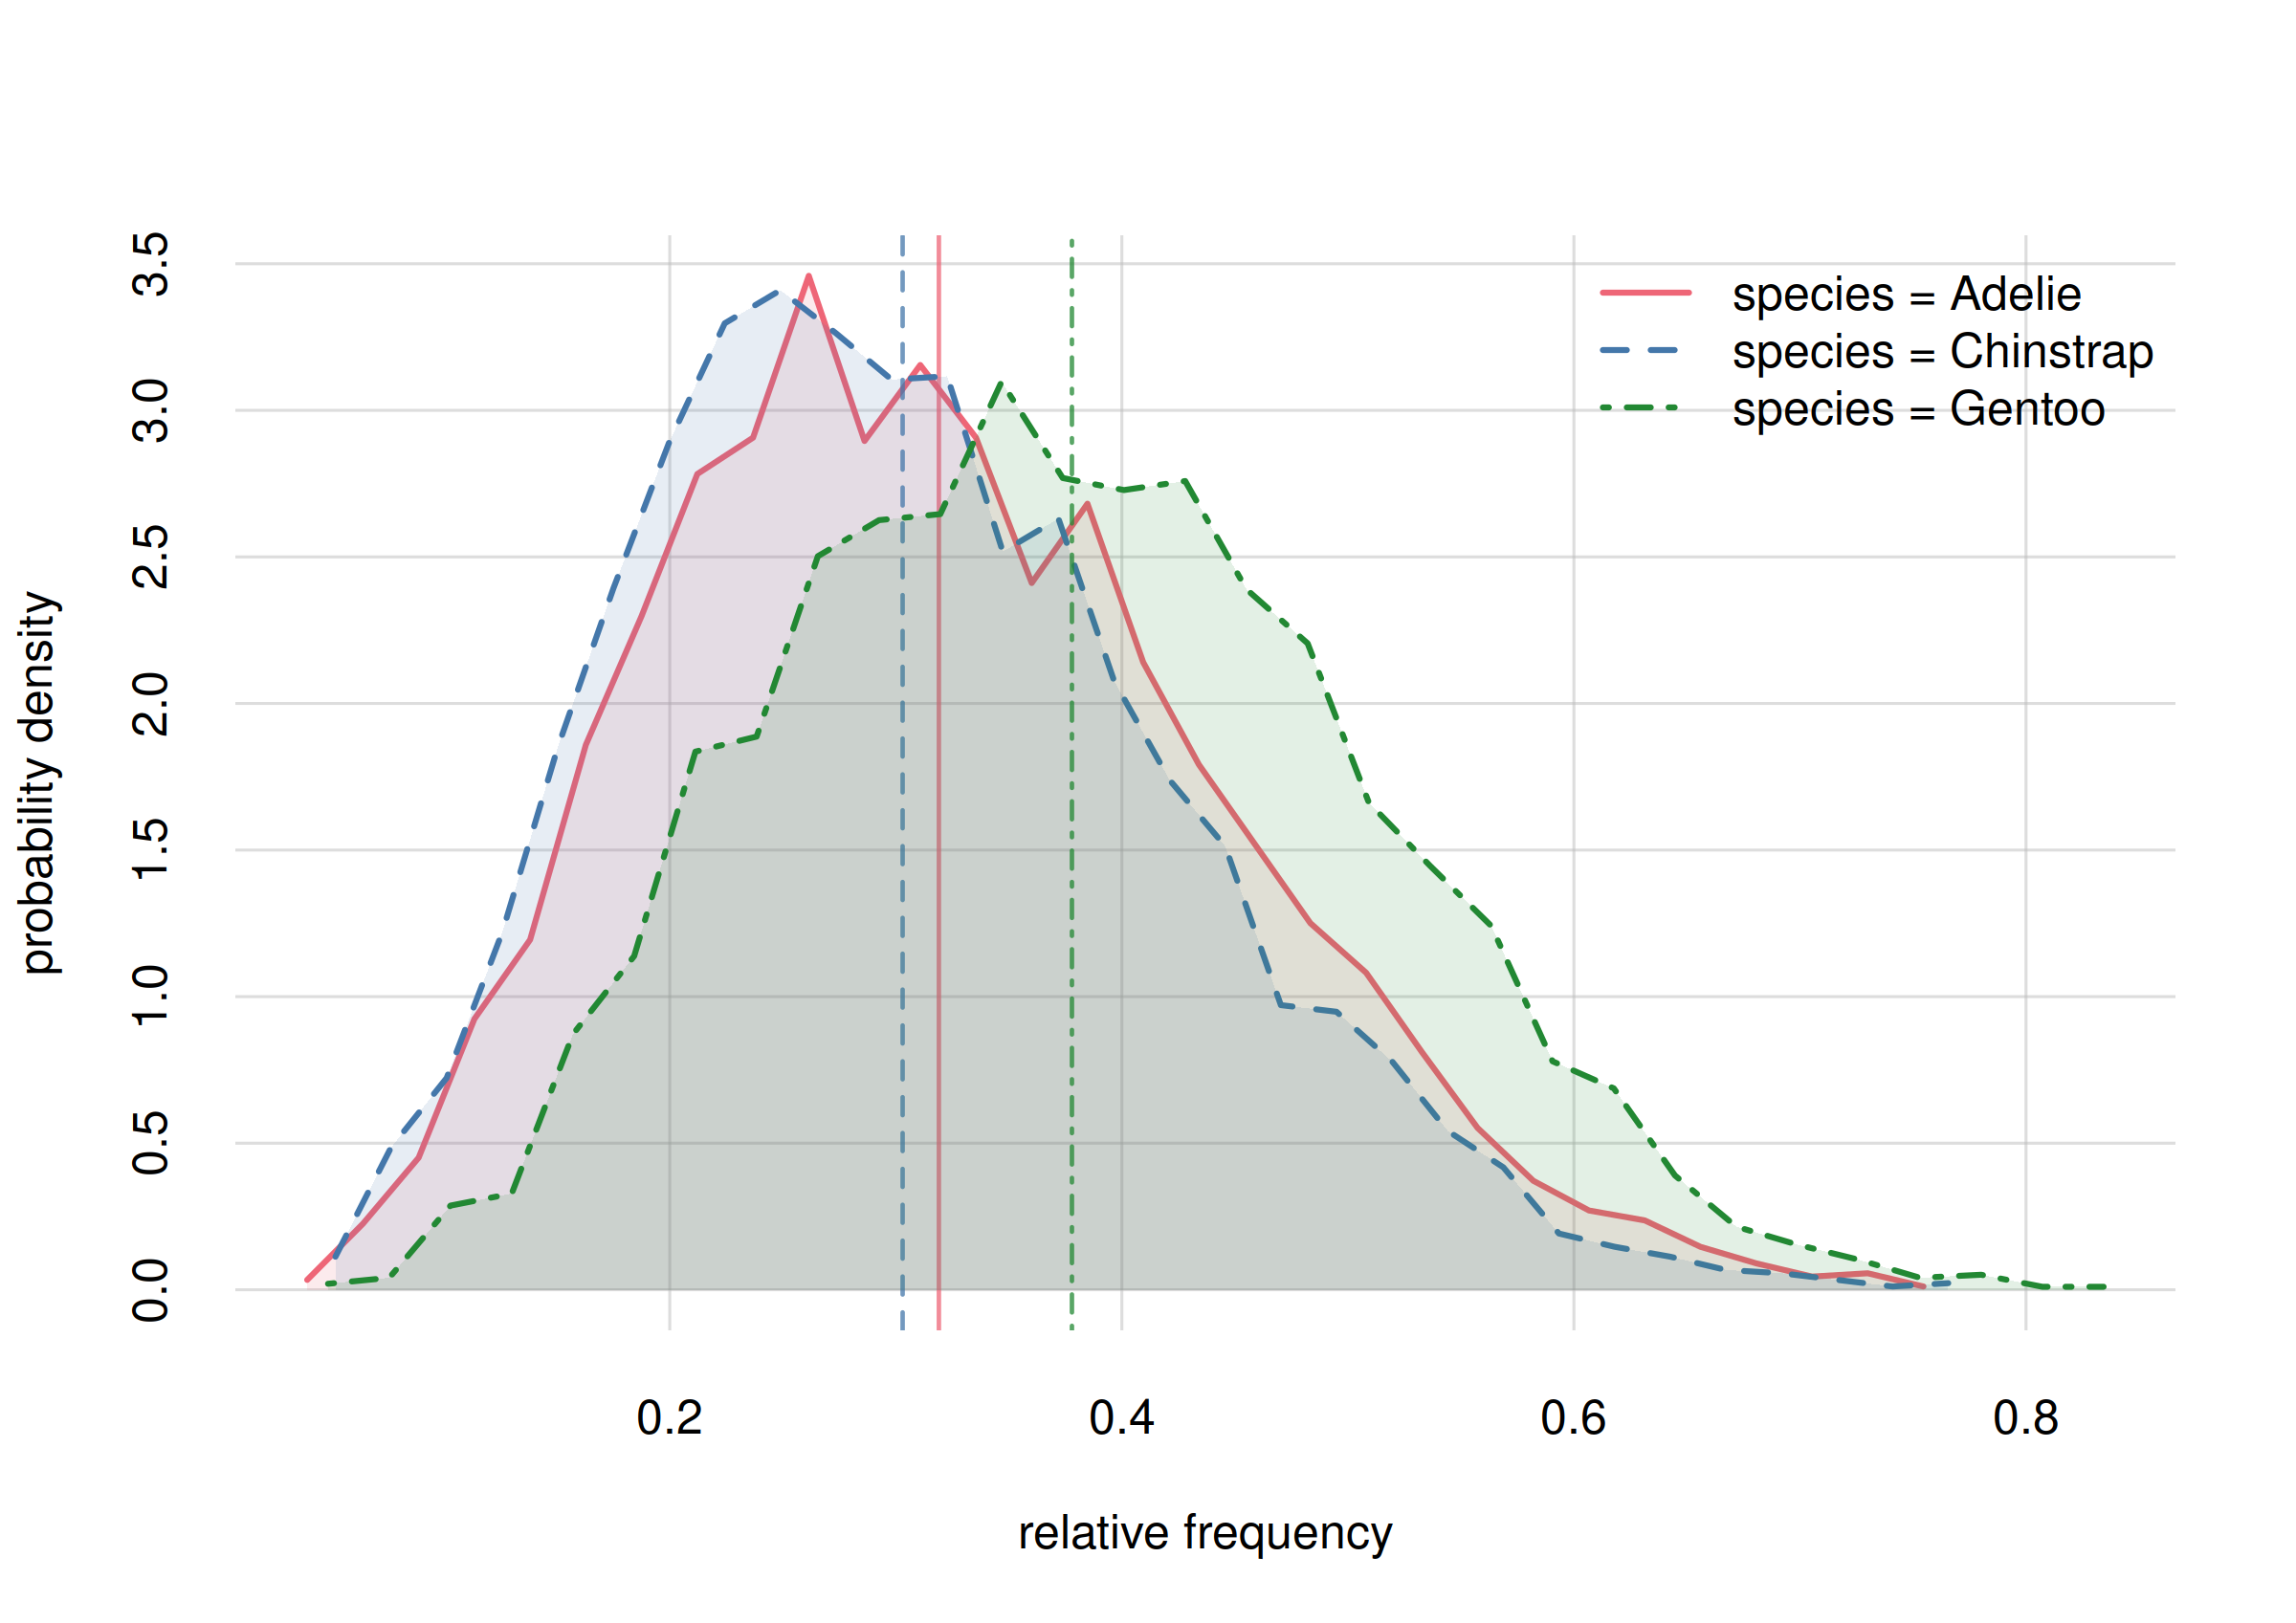 species = Adelie
species = Chinstrap
species = Gentoo
probability density
3.5
3.0
2.5
2.0
1.5
1.0
0.5
0.0
0.2 0.4 0.6 0.8
relative frequency